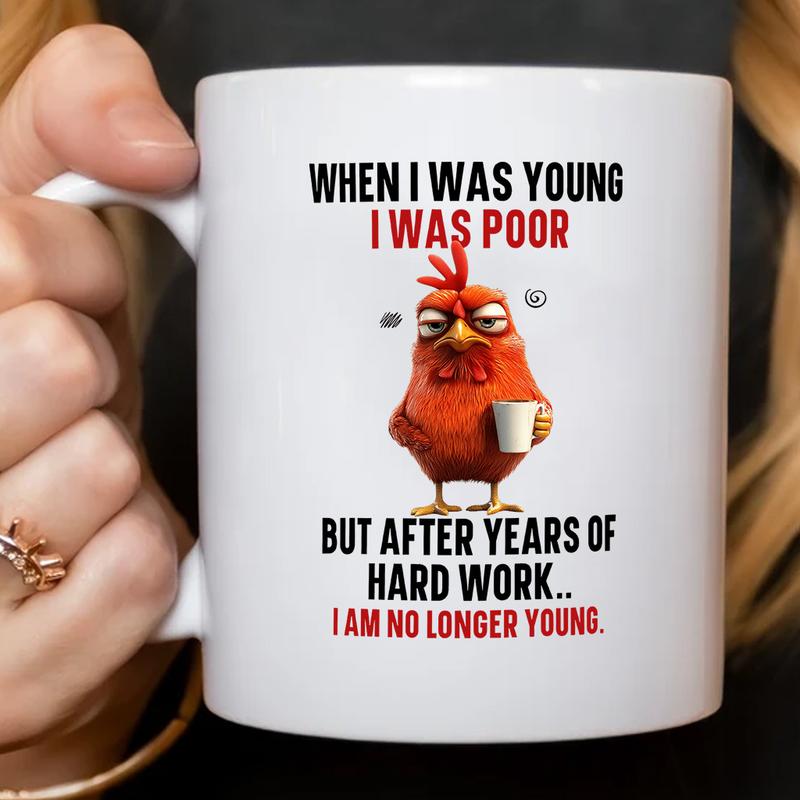 WHEN I WAS YOUNG
I WAS POOR
BUT AFTER YEARS OF
HARD WORK..
I AM NO LONGER YOUNG.